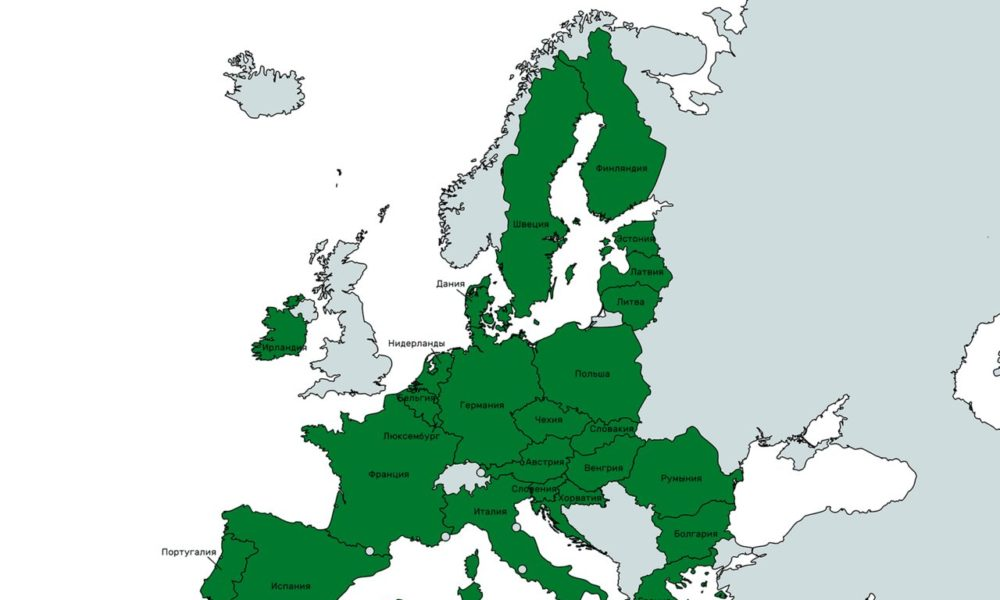 Финляндия
Швеция
Эстония
Латвия
Дания
Литва
Нидерланды
Ирландия
Польша
Бельгия
Германия
Чехия
Словакия
Люксембург
Австрия
Венгрия
Франция
Румыния
Словения
Хорватия
Италия
Болгария
Португалия
Испания